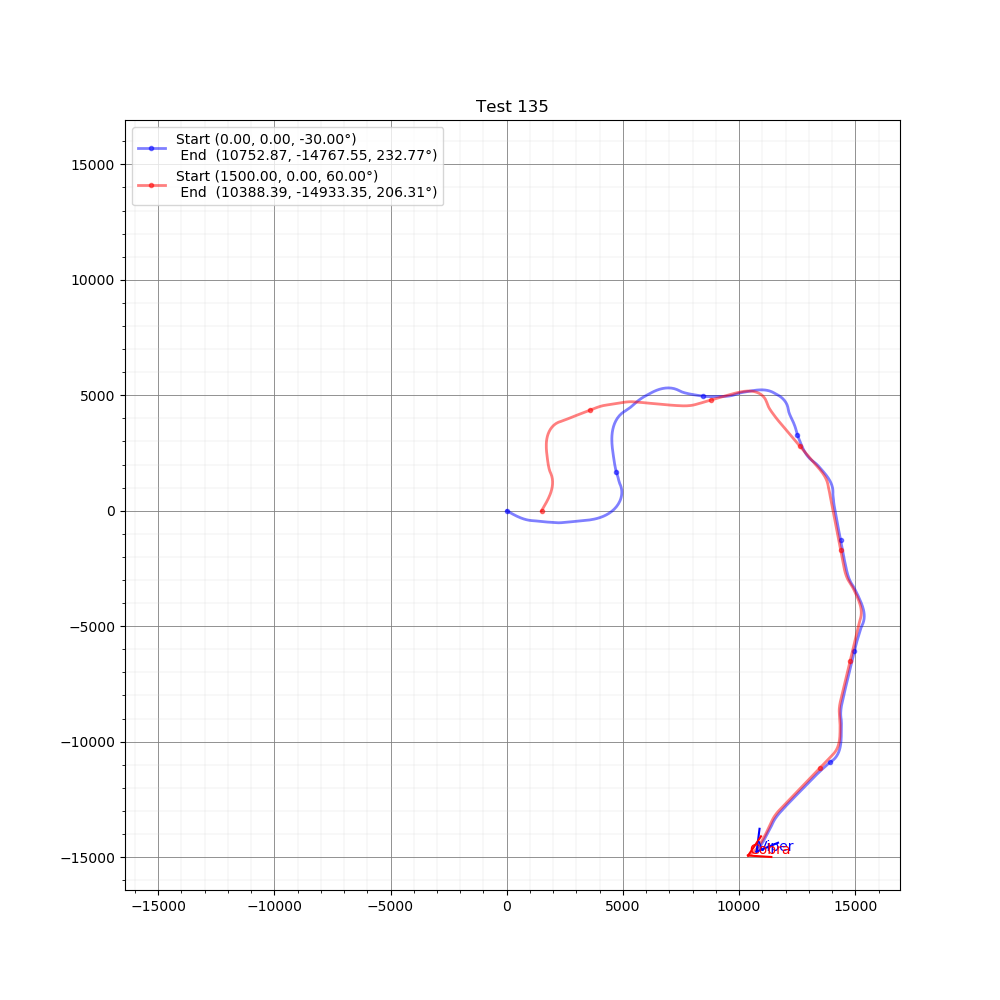 Test 135
Start (0.00, 0.00, -30.00°)
End  (10752.87, -14767.55, 232.77°)
Start (1500.00, 0.00, 60.00°)
End  (10388.39, -14933.35, 206.31°)
15000
10000
5000
0
−5000
−10000
−15000
Viper
Cobra
−15000
−10000
−5000
0
5000
10000
15000